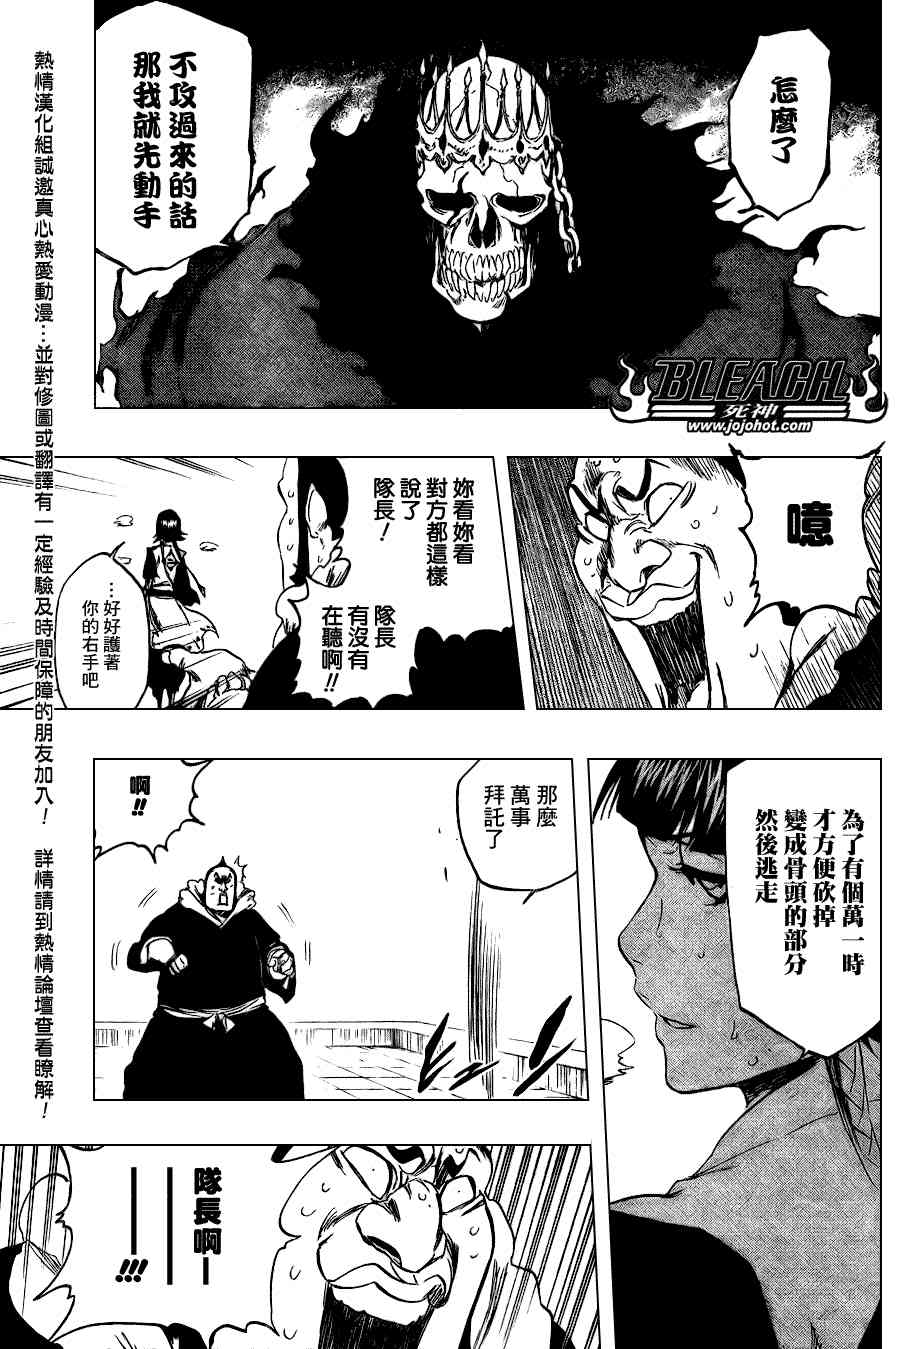 怎麼了
不攻過來的話
那我就先動手
BLEACH
死神
www.jojohot.com
噫
妳看妳看
對方都這樣
說了
隊長!
隊長
有沒有
在聽啊!!
…好好護著
你的右手吧
為了有個萬一時
才方便砍掉
變成骨頭的部分
然後逃走
那麼
萬事
拜託了
啊!!
隊長啊—
———
———!!!
熱情漢化組誠邀真心熱愛動漫…並對修圖或翻譯有一定經驗及時間保障的朋友加入! 詳情請到熱情論壇查看瞭解!